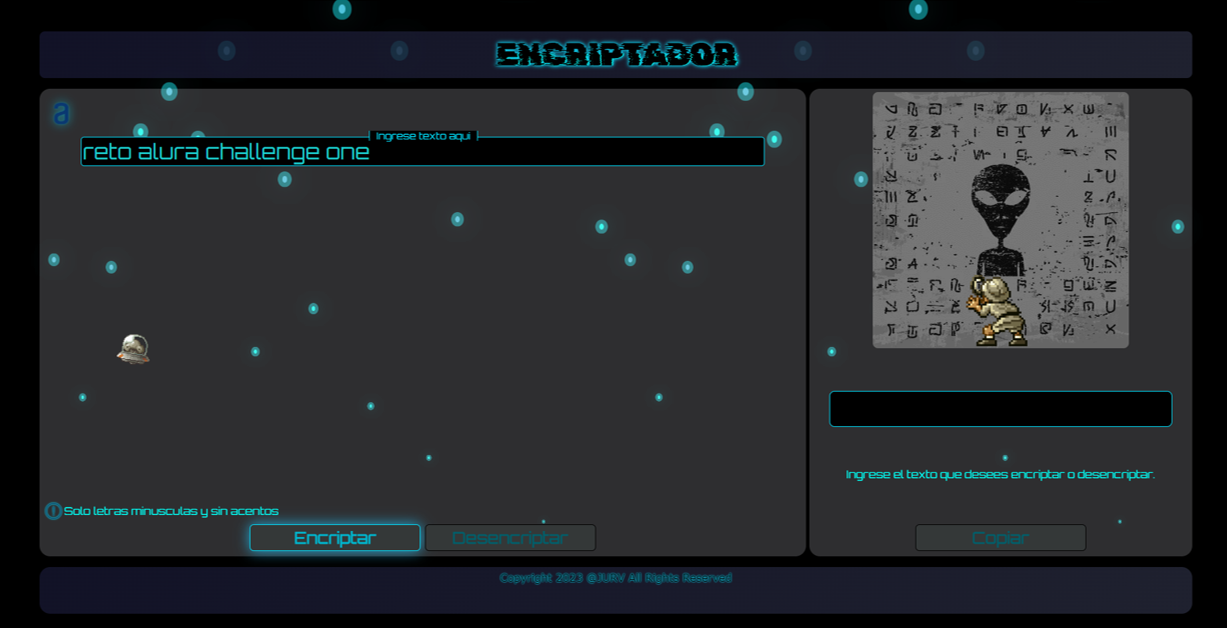 ENCRIPTADOR
a
Ingrese texto aqui
reto alura challenge one
Ingrese el texto que desees encriptar o desencriptar.
Solo letras minusculas y sin acentos
Encriptar
Desencriptar
Copiar
Copyright 2023 @JURV All Rights Reserved